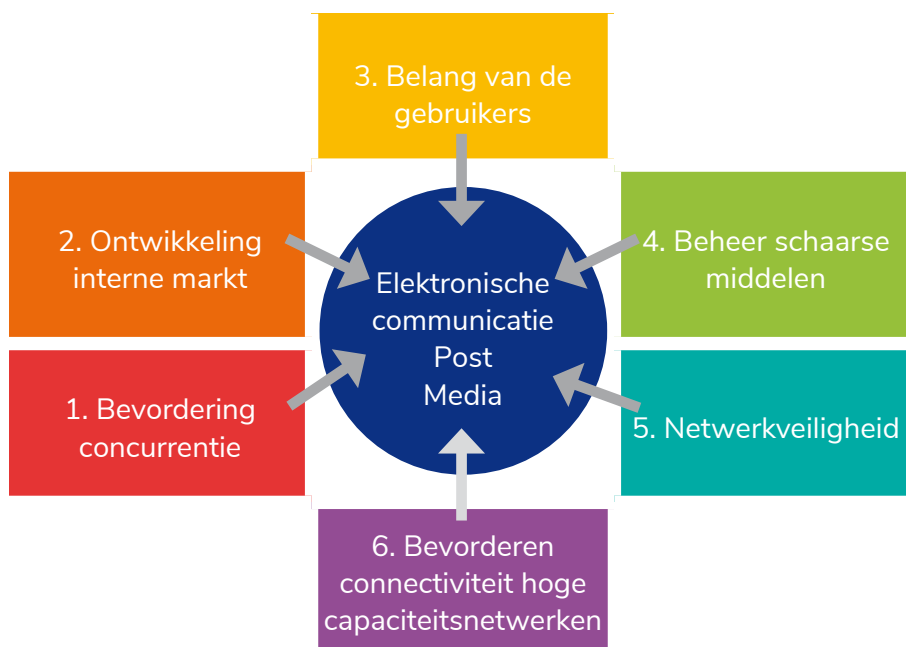 3. Belang van de
gebruikers
2. Ontwikkeling
interne markt
4. Beheer schaarse
middelen
Elektronische
communicatie
Post
Media
1. Bevordering
concurrentie
5. Netwerkveiligheid
6. Bevorderen
connectiviteit hoge
capaciteitsnetwerken